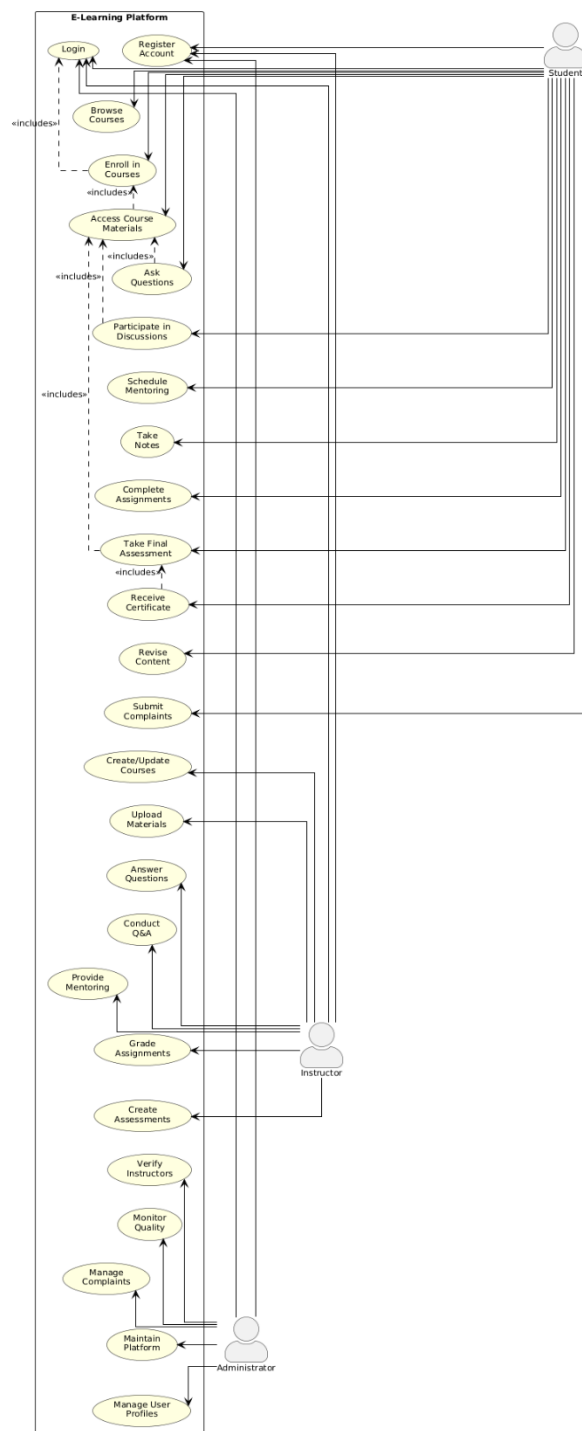 E-Learning Platform
Login
Register
Account
Student
Browse
Courses
«includes»
Enroll in
Courses
«includes»
Access Course
Materials
«includes»
Ask
Questions
«includes»
Participate in
Discussions
Schedule
Mentoring
«includes»
Take
Notes
Complete
Assignments
Take Final
Assessment
«includes»
Receive
Certificate
Revise
Content
Submit
Complaints
Create/Update
Courses
Upload
Materials
Answer
Questions
Conduct
Q&A
Provide
Mentoring
Grade
Assignments
Instructor
Create
Assessments
Verify
Instructors
Monitor
Quality
Manage
Complaints
Maintain
Platform
Administrator
Manage User
Profiles